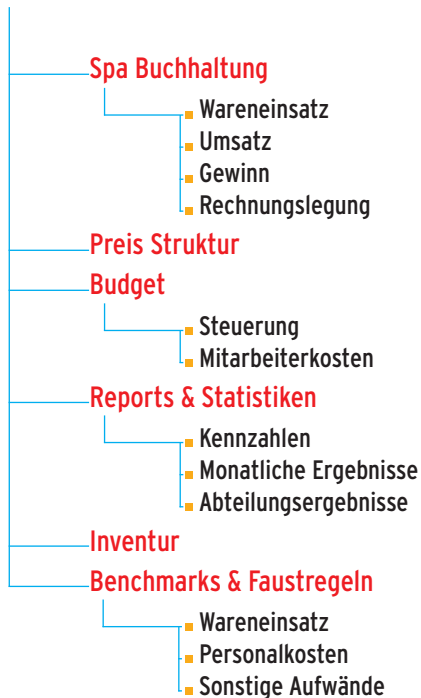 Spa Buchhaltung
Wareneinsatz
Umsatz
Gewinn
Rechnungslegung
Preis Struktur
Budget
Steuerung
Mitarbeiterkosten
Reports & Statistiken
Kennzahlen
Monatliche Ergebnisse
Abteilungsergebnisse
Inventur
Benchmarks & Faustregeln
Wareneinsatz
Personalkosten
Sonstige Aufwände